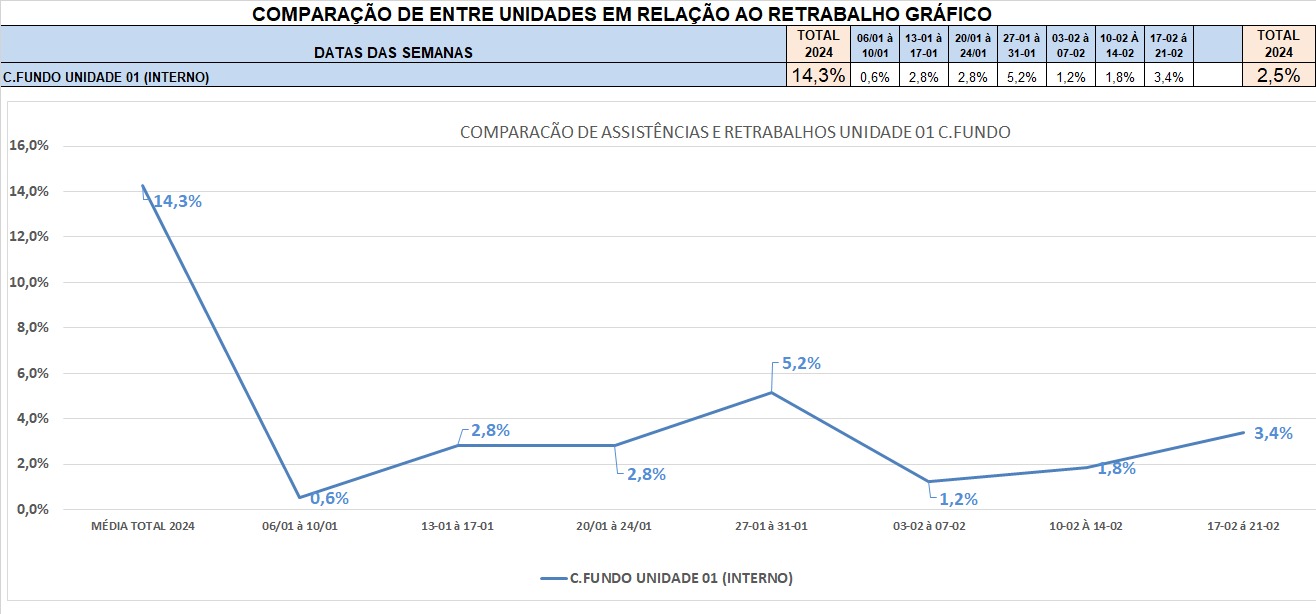 COMPARAÇÃO DE ENTRE UNIDADES EM RELAÇÃO AO RETRABALHO GRÁFICO
DATAS DAS SEMANAS TOTAL 2024 06/01 à 10/01 13-01 à 17-01 20/01 à 24/01 27-01 à 31-01 03-02 à 07-02 10-02 À 14-02 17-02 á 21-02 TOTAL 2024
C.FUNDO UNIDADE 01 (INTERNO) 14,3% 0,6% 2,8% 2,8% 5,2% 1,2% 1,8% 3,4% 2,5%
COMPARACÃO DE ASSISTÊNCIAS E RETRABALHOS UNIDADE 01 C.FUNDO
16,0%
14,0%
12,0%
10,0%
8,0%
6,0%
4,0%
2,0%
0,0%
14,3%
0,6%
2,8%
2,8%
5,2%
1,2%
1,8%
3,4%
MÉDIA TOTAL 2024 06/01 à 10/01 13-01 à 17-01 20/01 à 24/01 27-01 à 31-01 03-02 à 07-02 10-02 À 14-02 17-02 á 21-02
C.FUNDO UNIDADE 01 (INTERNO)